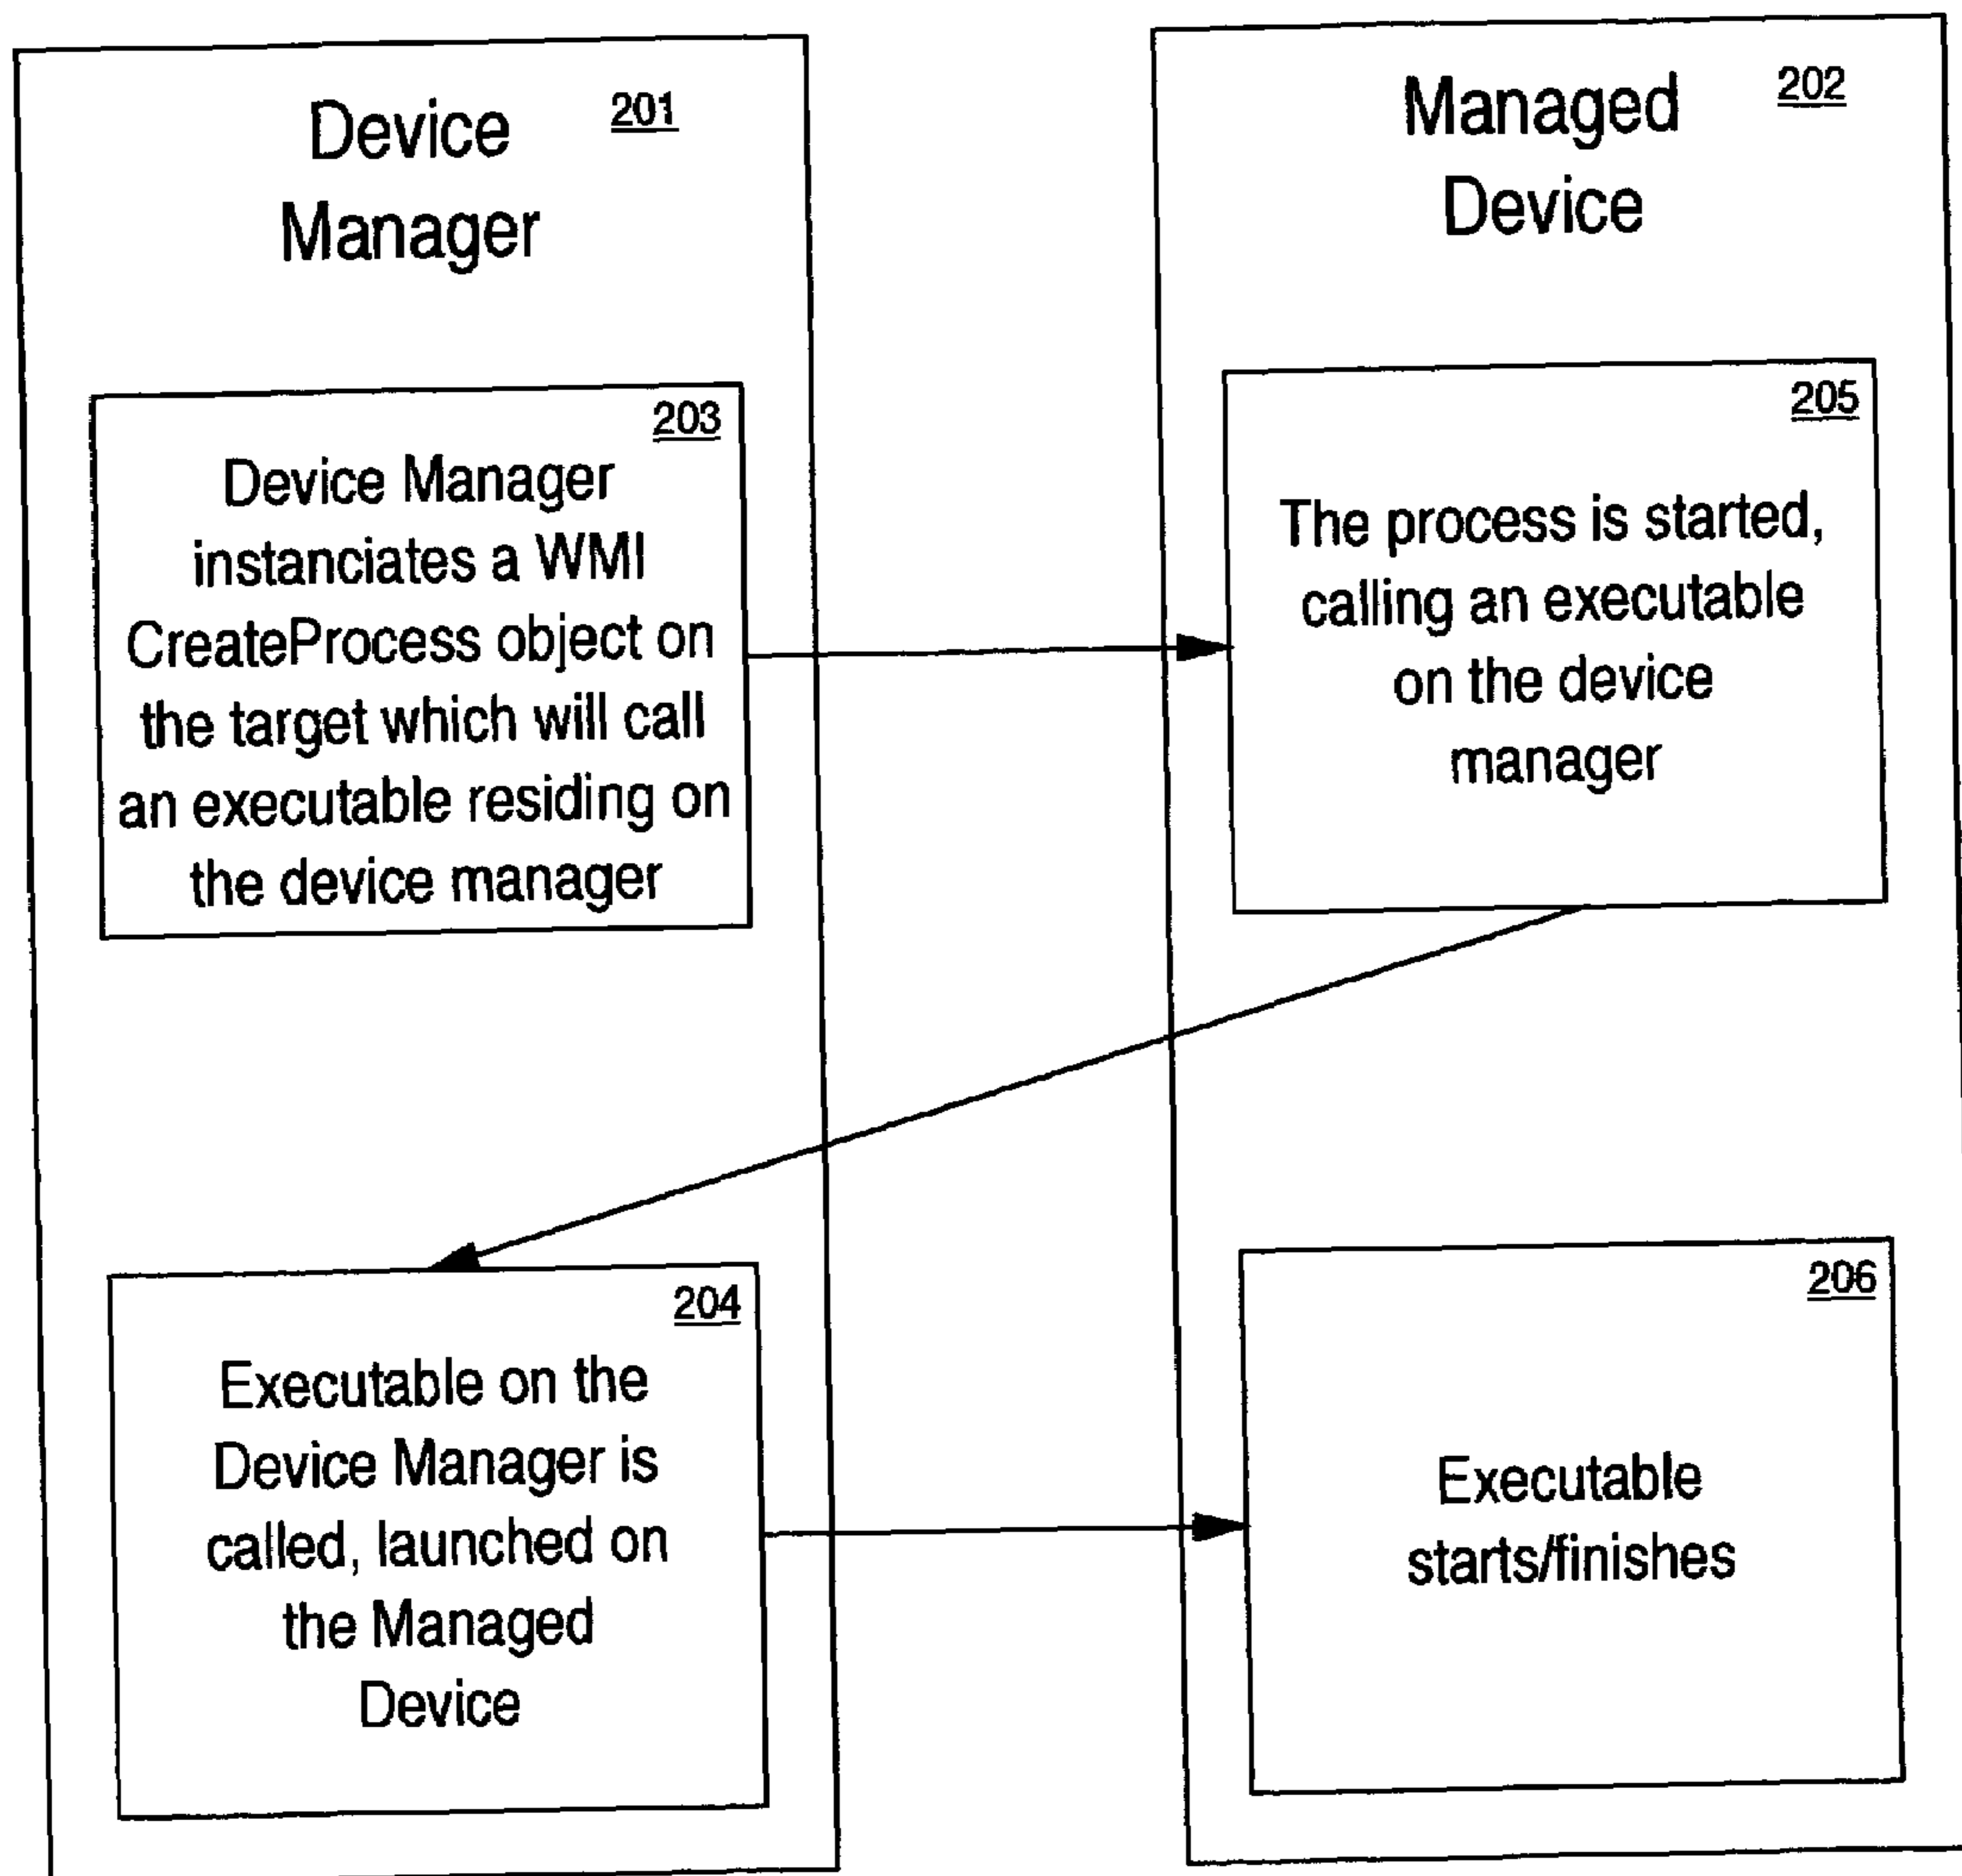 Device
Manager
201
Managed
Device
202
203
Device Manager
instanciates a WMI
CreateProcess object on
the target which will call
an executable residing on
the device manager
205
The process is started,
calling an executable
on the device
manager
204
Executable on the
Device Manager is
called, launched on
the Managed
Device
206
Executable
starts/finishes